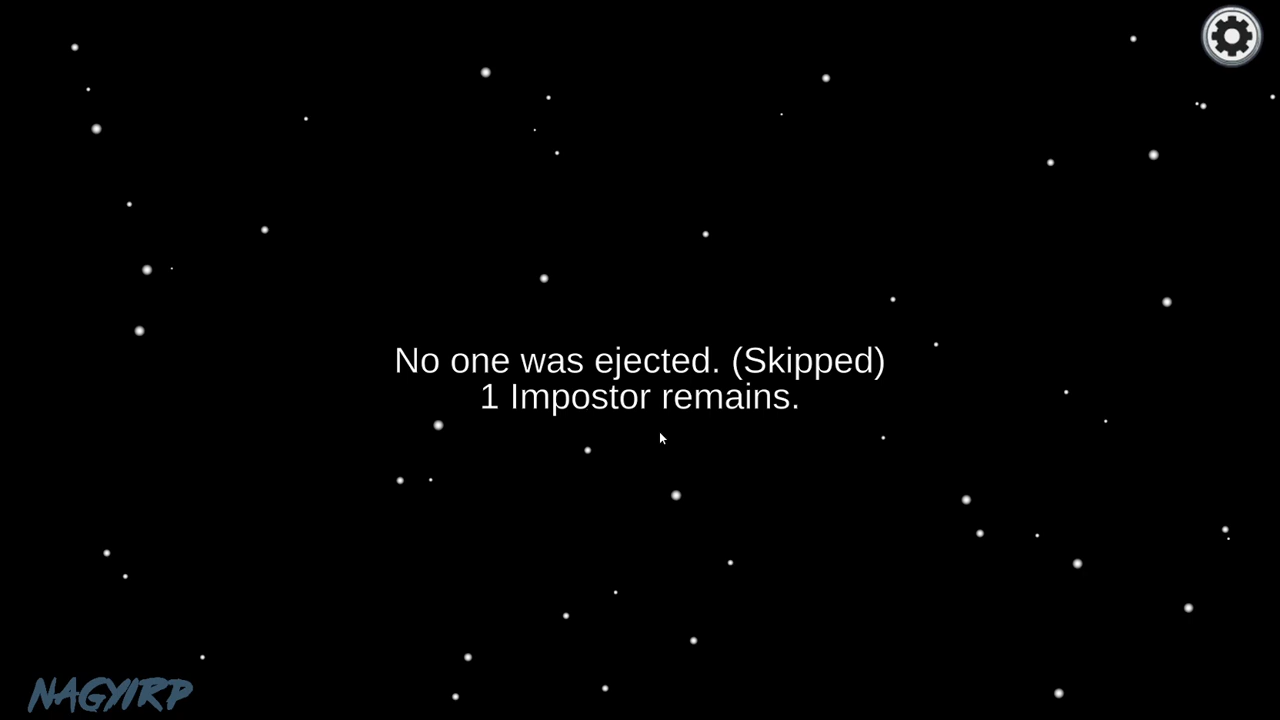 No one was ejected. (Skipped)
1 Impostor remains.
NAGYIRP